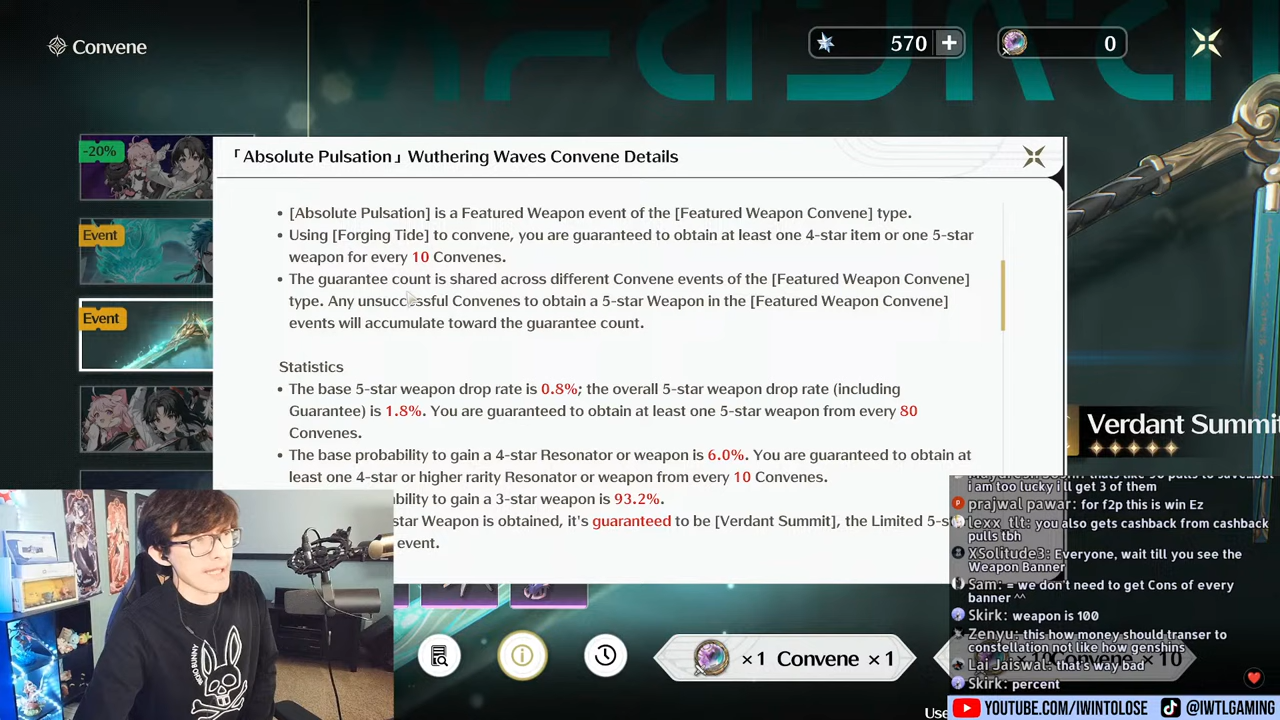 Convene
570
0
-20%
「Absolute Pulsation」 Wuthering Waves Convene Details
• [Absolute Pulsation] is a Featured Weapon event of the [Featured Weapon Convene] type.
Event
• Using [Forging Tide] to convene, you are guaranteed to obtain at least one 4-star item or one 5-star
weapon for every 10 Convenes.
• The guarantee count is shared across different Convene events of the [Featured Weapon Convene]
type. Any unsuccessful Convenes to obtain a 5-star Weapon in the [Featured Weapon Convene]
Event
events will accumulate toward the guarantee count.
Statistics
• The base 5-star weapon drop rate is 0.8%; the overall 5-star weapon drop rate (including
Guarantee) is 1.8%. You are guaranteed to obtain at least one 5-star weapon from every 80
Convenes.
Verdant Summit
• The base probability to gain a 4-star Resonator or weapon is 6.0%. You are guaranteed to obtain at
least one 4-star or higher rarity Resonator or weapon from every 10 Convenes.
ability to gain a 3-star weapon is 93.2%.
star Weapon is obtained, it's guaranteed to be [Verdant Summit], the Limited 5-st
event.
i am too lucky i ll get 3 of them
prajwal pawar: for f2p this is win Ez
lexx_tlt: you also gets cashback from cashback
pulls tbh
XSolitude3: Everyone, wait till you see the
Weapon Banner
Sam: = we don't need to get Cons of every
banner ^^
Skirk: weapon is 100
Zenyu: this how money should transer to
constellation not like how genshins
Lai Jaiswal: that's way bad
Skirk: percent
×1 Convene ×1
10
Use
YOUTUBE.COM/IWINTOLOSE
@IWTLGAMING
PSYCHO BUNNY